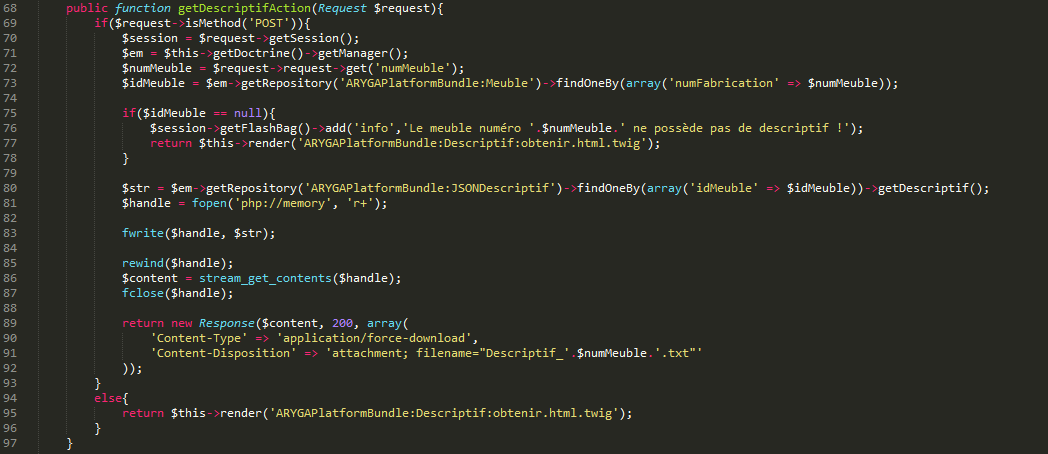 68 public function getDescriptifAction(Request $request){
69 if($request->isMethod('POST')){
70 $session = $request->getSession();
71 $em = $this->getDoctrine()->getManager();
72 $numMeuble = $request->request->get('numMeuble');
73 $idMeuble = $em->getRepository('ARYGAPlatformBundle:Meuble')->findOneBy(array('numFabrication' => $numMeuble));
74
75 if($idMeuble == null){
76 $session->getFlashBag()->add('info','Le meuble numéro '.$numMeuble.' ne possède pas de descriptif !');
77 return $this->render('ARYGAPlatformBundle:Descriptif:obtenir.html.twig');
78 }
79
80 $str = $em->getRepository('ARYGAPlatformBundle:JSONDescriptif')->findOneBy(array('idMeuble' => $idMeuble))->getDescriptif();
81 $handle = fopen('php://memory', 'r+');
82
83 fwrite($handle, $str);
84
85 rewind($handle);
86 $content = stream_get_contents($handle);
87 fclose($handle);
88
89 return new Response($content, 200, array(
90 'Content-Type' => 'application/force-download',
91 'Content-Disposition' => 'attachment; filename="Descriptif_'.$numMeuble.'.txt"'
92 ));
93 }
94 else{
95 return $this->render('ARYGAPlatformBundle:Descriptif:obtenir.html.twig');
96 }
97 }